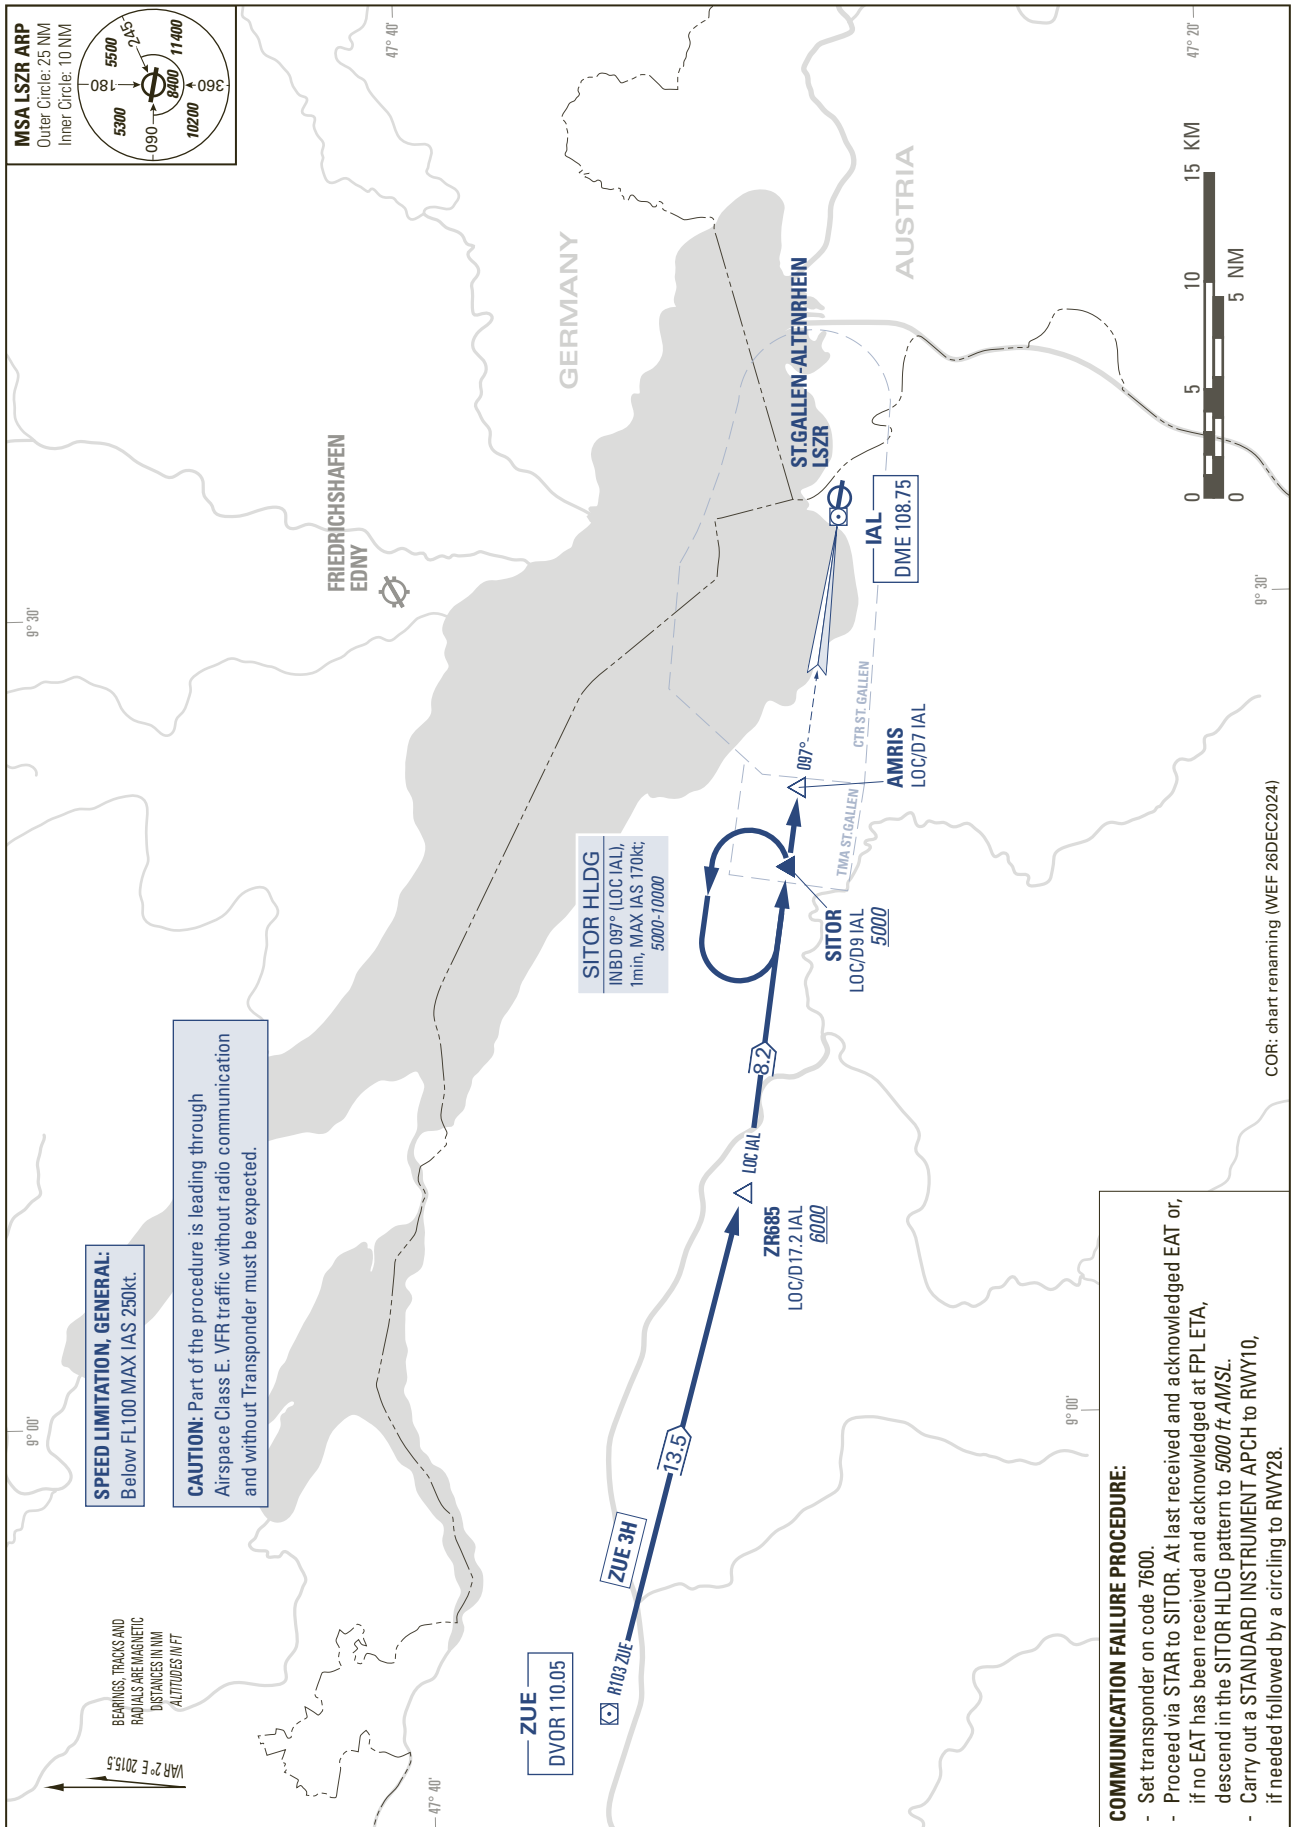 BEARINGS, TRACKS AND
RADIALS ARE MAGNETIC
DISTANCES IN NM
ALTITUDES IN FT
VAR 2° E 2015.5
SPEED LIMITATION, GENERAL:
Below FL100 MAX IAS 250kt.
CAUTION: Part of the procedure is leading through
Airspace Class E. VFR traffic without radio communication
and without Transponder must be expected.
MSA LSZR ARP
Outer Circle: 25 NM
Inner Circle: 10 NM
180
245
5300
5500
090
8400
11400
10200
360
9° 00'
9° 30'
47° 40'
47° 40'
FRIEDRICHSHAFEN
EDNY
GERMANY
ZUE
DVOR 110.05
R103 ZUE
ZUE 3H
13.5
ZR685
LOC/D17.2 IAL
6000
LOC IAL
8.2
SITOR HLDG
INBD 097° (LOC IAL),
1min, MAX IAS 170kt;
5000-10000
SITOR
LOC/D9 IAL
5000
TMA ST.GALLEN
097°
AMRIS
LOC/D7 IAL
CTR ST. GALLEN
ST.GALLEN-ALTENRHEIN
LSZR
IAL
DME 108.75
AUSTRIA
9° 00'
9° 30'
47° 20'
0 5 10 15 KM
0 5 NM
COMMUNICATION FAILURE PROCEDURE:
- Set transponder on code 7600.
- Proceed via STAR to SITOR. At last received and acknowledged EAT or,
if no EAT has been received and acknowledged at FPL ETA,
descend in the SITOR HLDG pattern to 5000 ft AMSL.
- Carry out a STANDARD INSTRUMENT APCH to RWY10,
if needed followed by a circling to RWY28.
COR: chart renaming (WEF 26DEC2024)